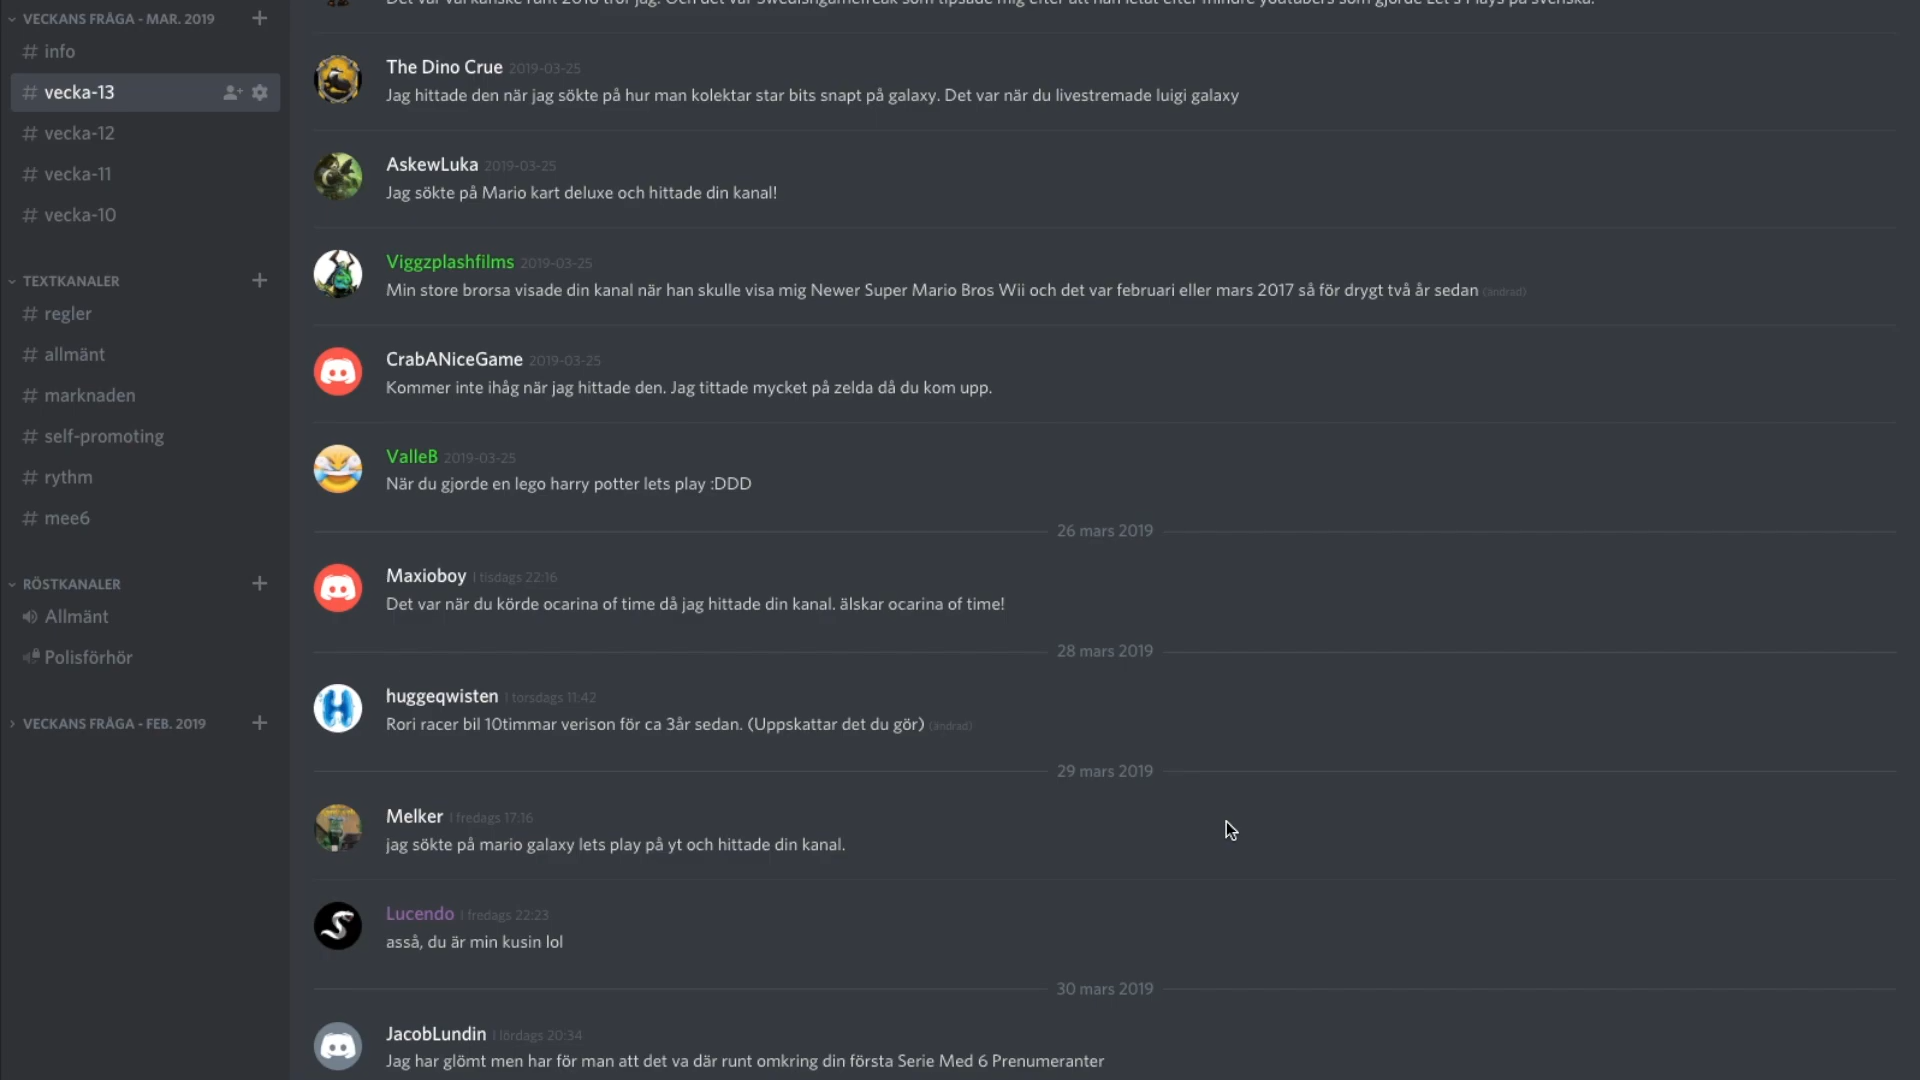 VECKANS FRÅGA - MAR. 2019
info
vecka-13
vecka-12
vecka-11
vecka-10
TEXTKANALER
regler
allmänt
marknaden
self-promoting
rythm
mee6
RÖSTKANALER
Allmänt
Polisförhör
VECKANS FRÅGA - FEB. 2019
The Dino Crue 2019-03-25
Jag hittade den när jag sökte på hur man kolektar star bits snapt på galaxy. Det var när du livestremade luigi galaxy
AskewLuka 2019-03-25
Jag sökte på Mario kart deluxe och hittade din kanal!
Viggzplashfilms 2019-03-25
Min store brorsa visade din kanal när han skulle visa mig Newer Super Mario Bros Wii och det var februari eller mars 2017 så för drygt två år sedan (ändrad)
CrabANiceGame 2019-03-25
Kommer inte ihåg när jag hittade den. Jag tittade mycket på zelda då du kom upp.
ValleB 2019-03-25
När du gjorde en lego harry potter lets play :DDD
26 mars 2019
Maxioboy I tisdags 22:16
Det var när du körde ocarina of time då jag hittade din kanal. älskar ocarina of time!
28 mars 2019
huggeqwisten I torsdags 11:42
Rori racer bil 10timmar verison för ca 3år sedan. (Uppskattar det du gör) (ändrad)
29 mars 2019
Melker I fredags 17:16
jag sökte på mario galaxy lets play på yt och hittade din kanal.
Lucendo I fredags 22:23
asså, du är min kusin lol
30 mars 2019
JacobLundin I lördags 20:34
Jag har glömt men har för man att det va där runt omkring din första Serie Med 6 Prenumeranter